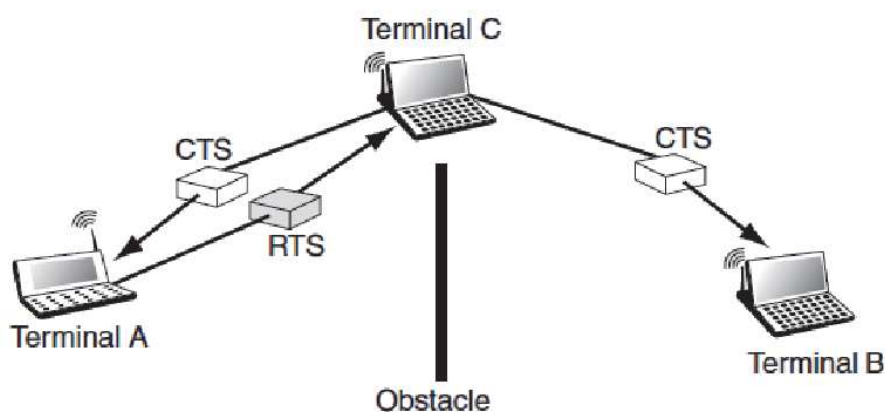 Terminal C
CTS
CTS
RTS
Terminal A
Terminal B
Obstacle